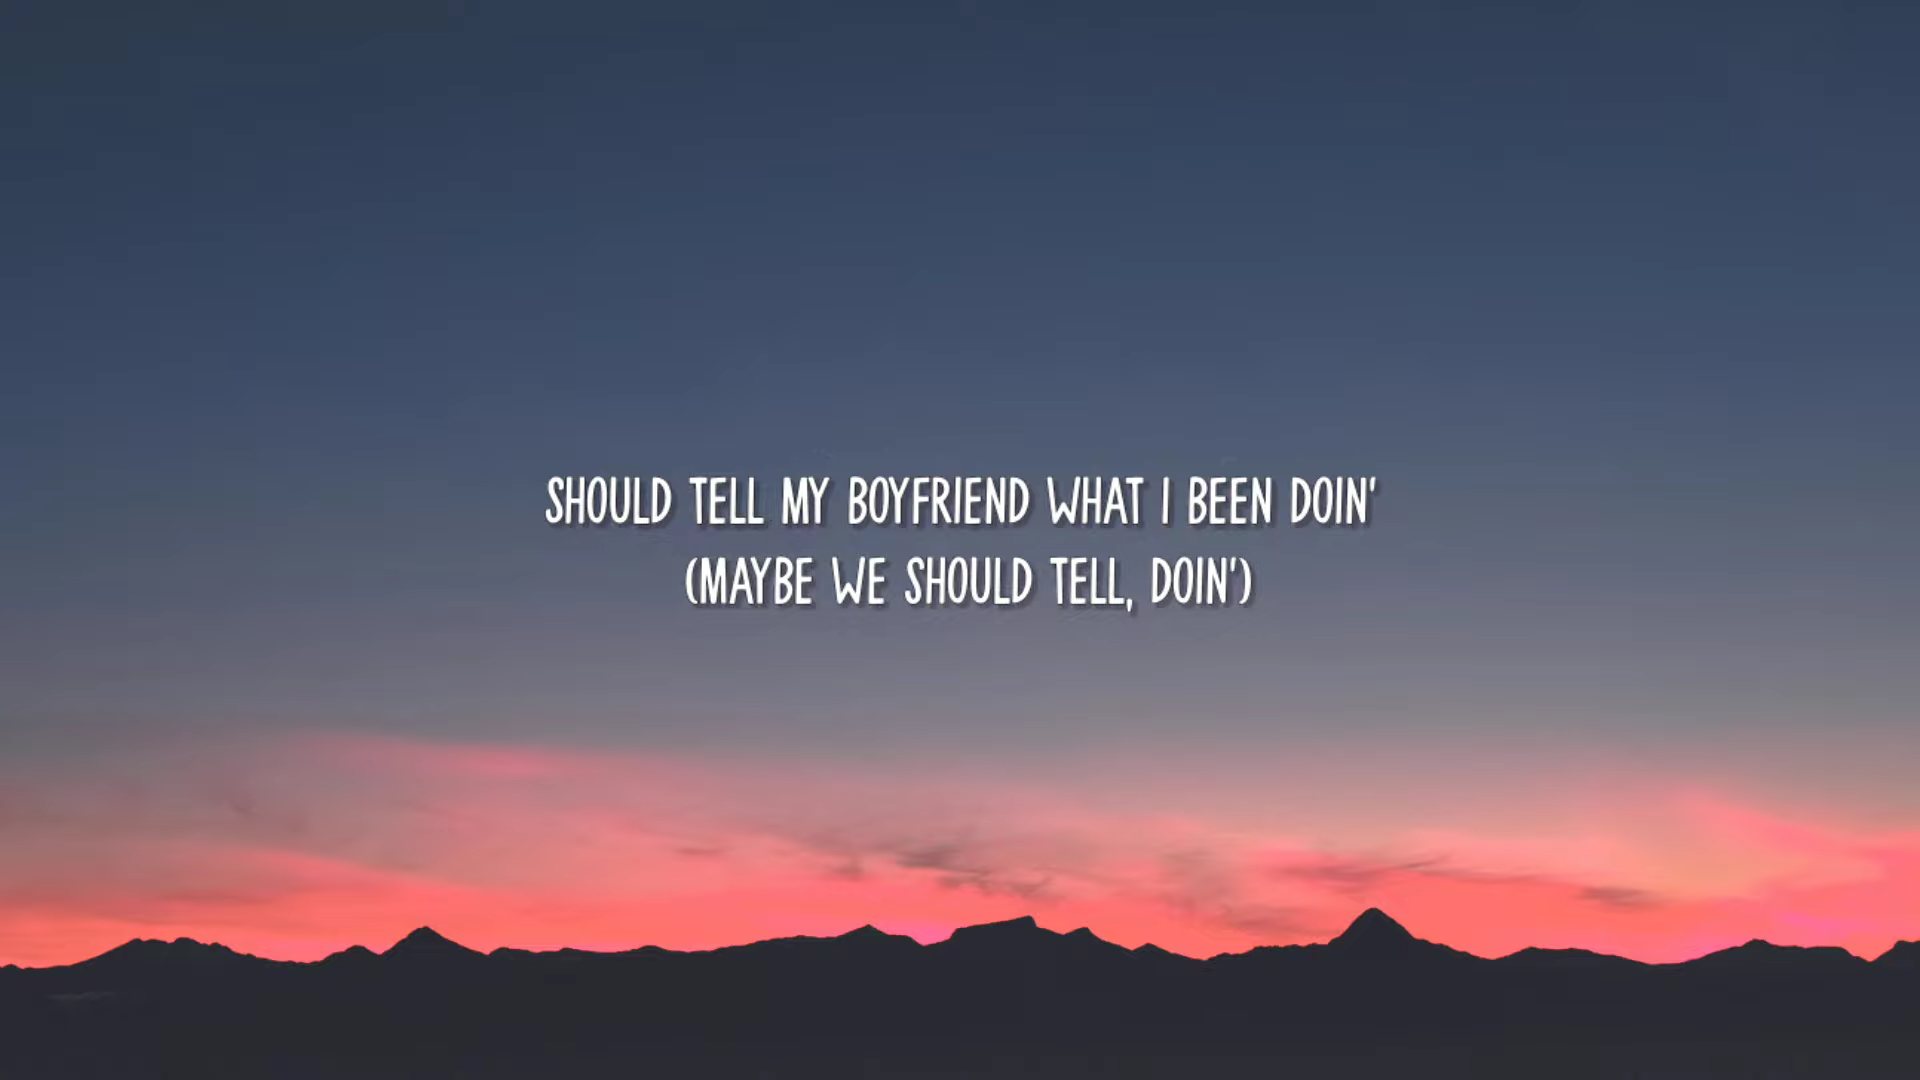 SHOULD TELL MY BOYFRIEND WHAT I BEEN DOIN'
(MAYBE WE SHOULD TELL, DOIN')